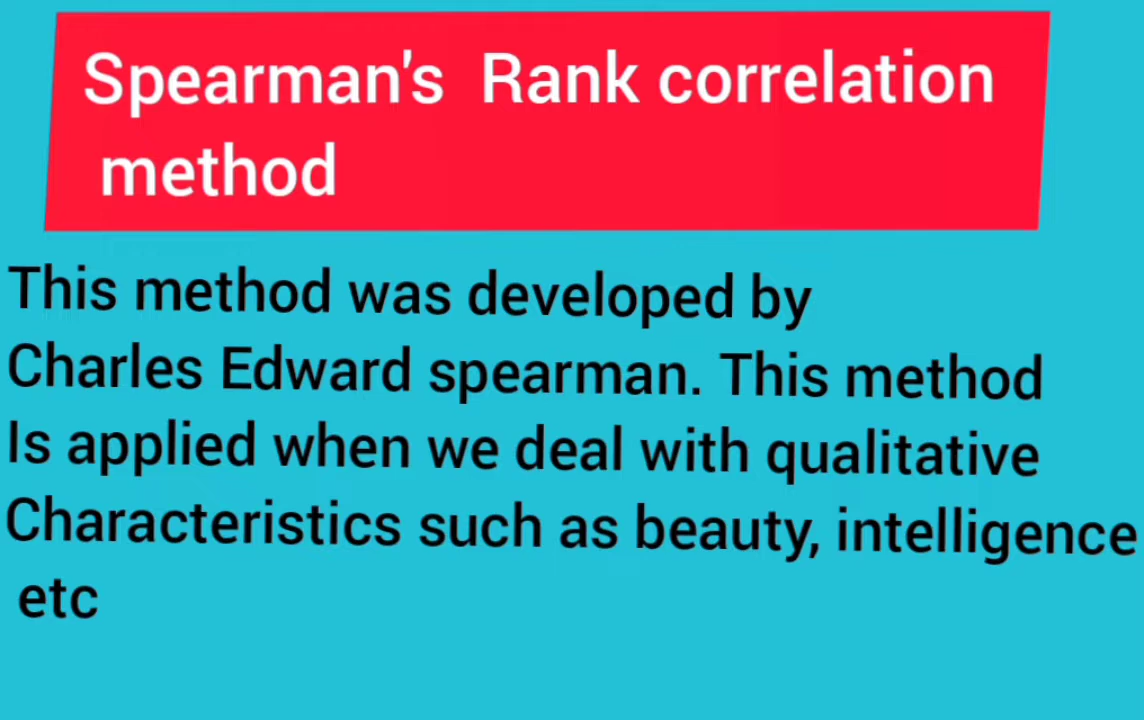 Spearman's Rank correlation
method
This method was developed by
Charles Edward spearman. This method
Is applied when we deal with qualitative
Characteristics such as beauty, intelligence
etc